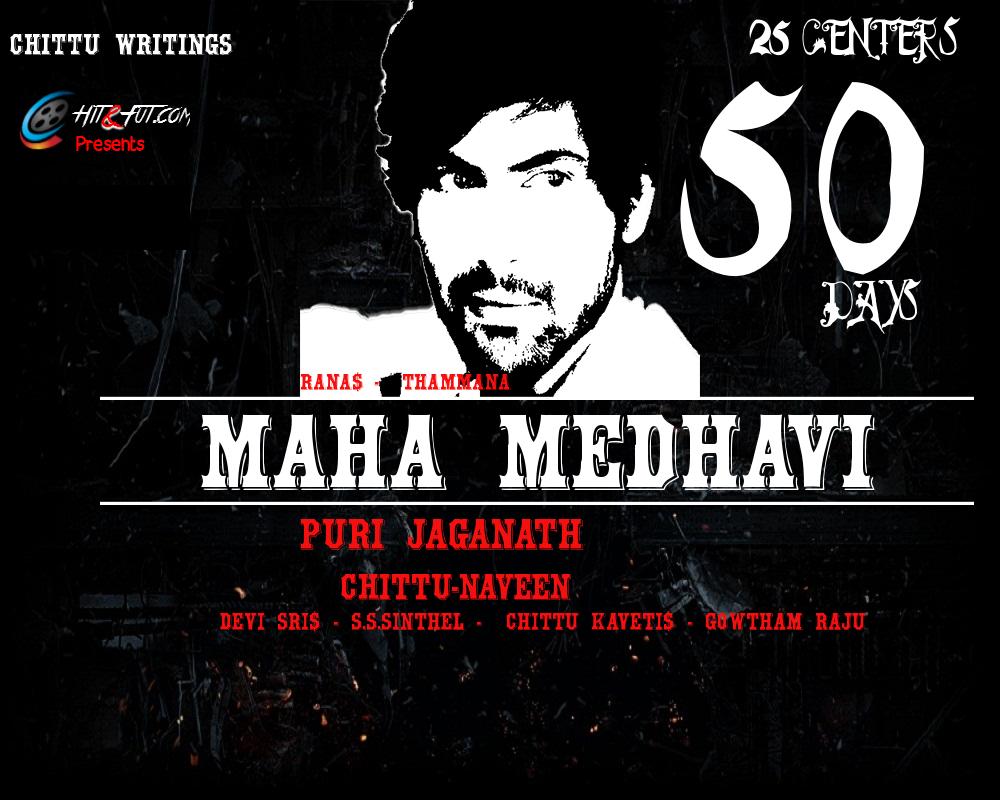 CHITTU WRITINGS
25 CENTERS
HIT&FUT.COM
Presents
50
DAYS
RANA$ - THAMMANA
MAHA MEDHAVI
PURI JAGANATH
CHITTU-NAVEEN
DEVI SRI$ - S.S.SINTHEL - CHITTU KAVETI$ - GOWTHAM RAJU